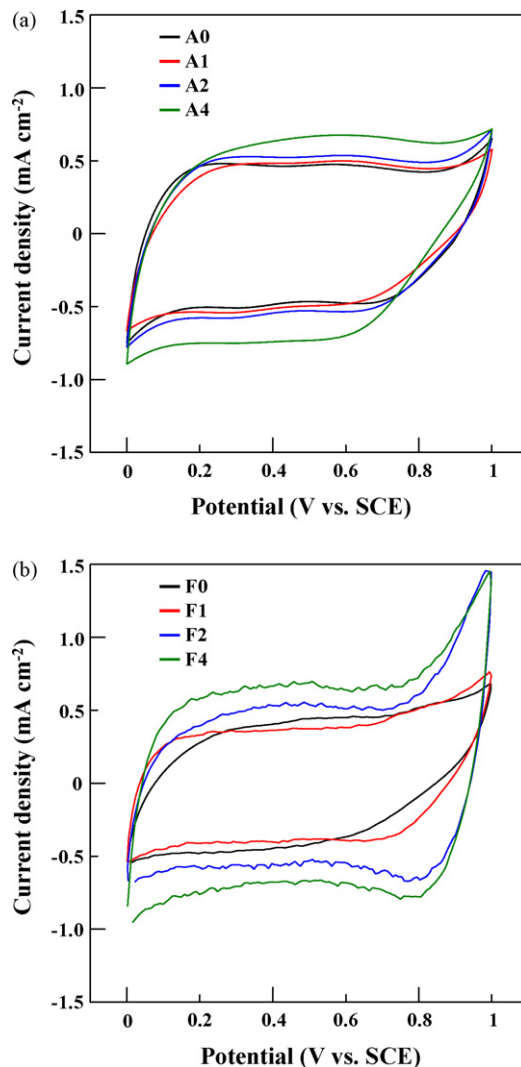 (a)
1.5
A0
A1
A2
A4
1.0
0.5
0
-0.5
-1.0
-1.5
Current density (mA cm⁻²)
0 0.2 0.4 0.6 0.8 1
Potential (V vs. SCE)
(b)
1.5
F0
F1
F2
F4
1.0
0.5
0
-0.5
-1.0
-1.5
Current density (mA cm⁻²)
0 0.2 0.4 0.6 0.8 1
Potential (V vs. SCE)